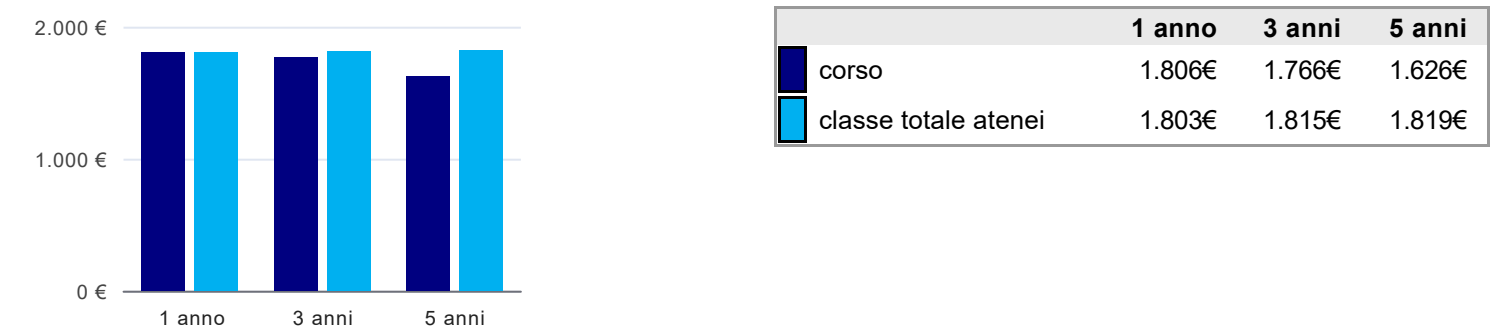 2.000 €
1.000 €
0 €
1 anno 3 anni 5 anni
1 anno 3 anni 5 anni
corso 1.806€ 1.766€ 1.626€
classe totale atenei 1.803€ 1.815€ 1.819€